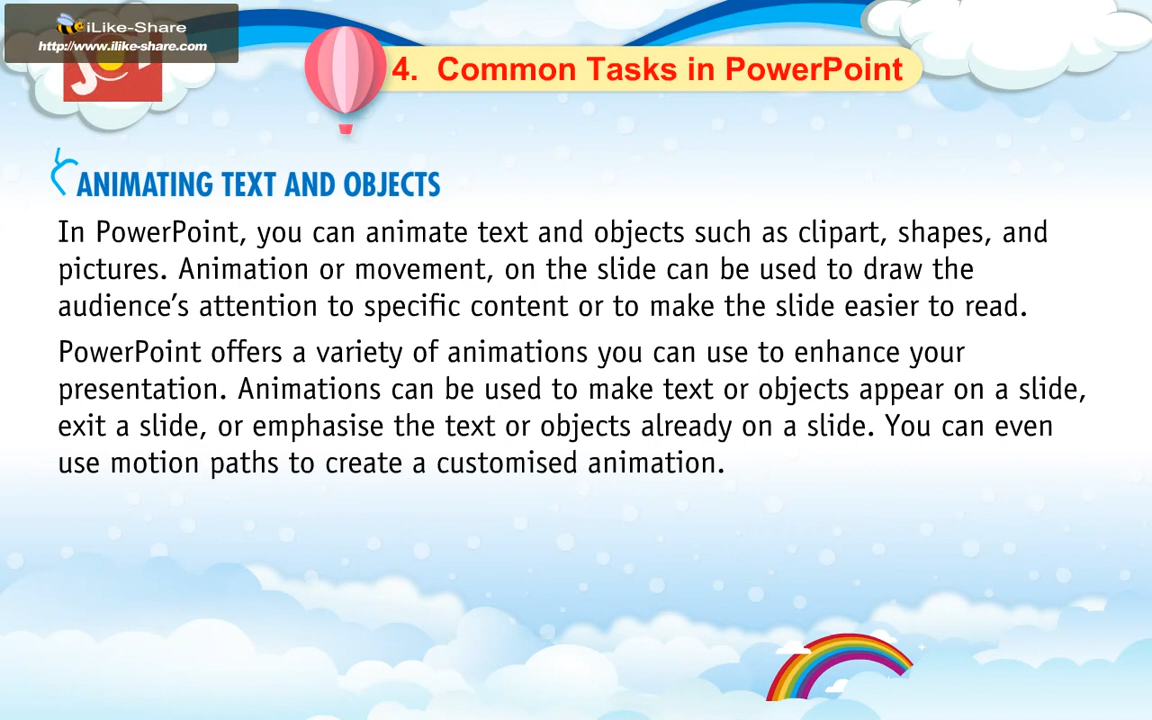 iLike-Share
http://www.ilike-share.com
4. Common Tasks in PowerPoint
ANIMATING TEXT AND OBJECTS
In PowerPoint, you can animate text and objects such as clipart, shapes, and
pictures. Animation or movement, on the slide can be used to draw the
audience’s attention to specific content or to make the slide easier to read.
PowerPoint offers a variety of animations you can use to enhance your
presentation. Animations can be used to make text or objects appear on a slide,
exit a slide, or emphasise the text or objects already on a slide. You can even
use motion paths to create a customised animation.